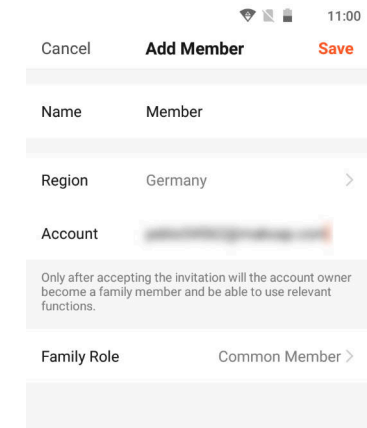 11:00
Cancel Add Member Save
Name Member
Region Germany
Account
Only after accepting the invitation will the account owner
become a family member and be able to use relevant
functions.
Family Role Common Member